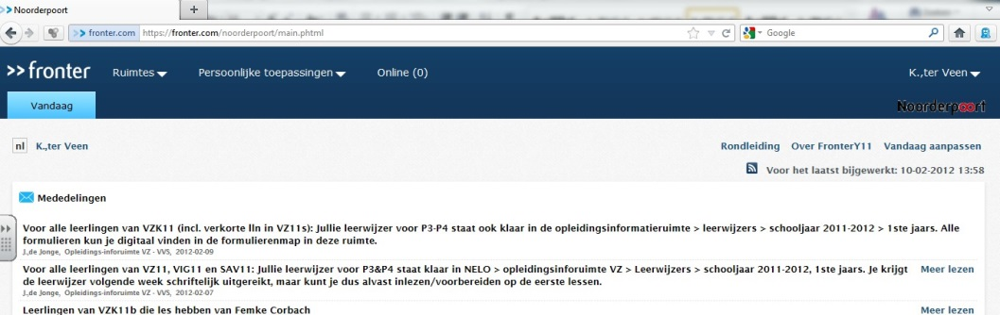 >> Noorderpoort
+
>> fronter.com https://fronter.com/noorderpoort/main.phtml
Google
>> fronter Ruimtes Persoonlijke toepassingen Online (0) K.,ter Veen
Vandaag Noorderpoort
nl K.,ter Veen Rondleiding Over FronterY11 Vandaag aanpassen
Voor het laatst bijgewerkt: 10-02-2012 13:58
Mededelingen
Voor alle leerlingen van VZK11 (incl. verkorte lln in VZ11s): Jullie leerwijzer voor P3-P4 staat ook klaar in de opleidingsinformatieruimte > leerwijzers > schooljaar 2011-2012 > 1ste jaars. Alle
formulieren kun je digitaal vinden in de formulierenmap in deze ruimte.
J.,de Jonge, Opleidings-inforuimte VZ - VVS, 2012-02-09
Voor alle leerlingen van VZ11, VIG11 en SAV11: Jullie leerwijzer voor P3&P4 staat klaar in NELO > opleidingsinforuimte VZ > Leerwijzers > schooljaar 2011-2012, 1ste jaars. Je krijgt Meer lezen
de leerwijzer volgende week schriftelijk uitgereikt, maar kunt je dus alvast inlezen/voorbereiden op de eerste lessen.
J.,de Jonge, Opleidings-inforuimte VZ - VVS, 2012-02-07
Leerlingen van VZK11b die les hebben van Femke Corbach Meer lezen